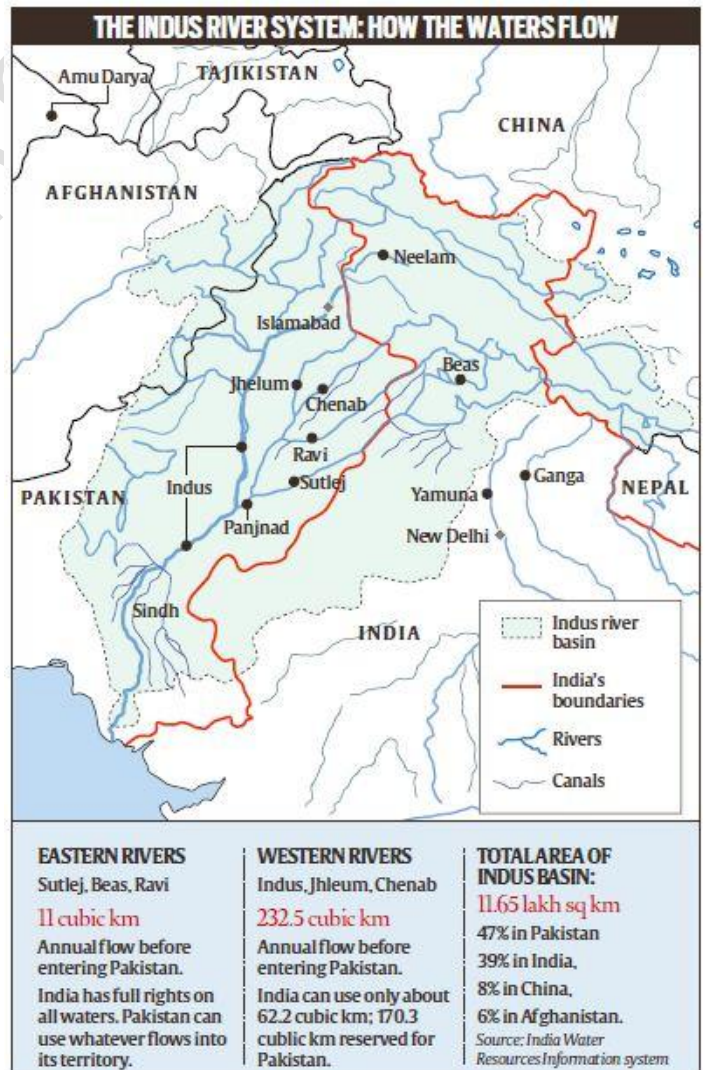 THE INDUS RIVER SYSTEM: HOW THE WATERS FLOW
Amu Darya
TAJIKISTAN
CHINA
AFGHANISTAN
Neelam
Islamabad
Jhelum
Chenab
Beas
Ravi
Indus
Sutlej
PAKISTAN
Panjnad
Yamuna
Ganga
NEPAL
New Delhi
Sindh
INDIA
Indus river
basin
India's
boundaries
Rivers
Canals
EASTERN RIVERS
Sutlej, Beas, Ravi
11 cubic km
Annual flow before
entering Pakistan.
India has full rights on
all waters. Pakistan can
use whatever flows into
its territory.
WESTERN RIVERS
Indus, Jhleum, Chenab
232.5 cubic km
Annual flow before
entering Pakistan.
India can use only about
62.2 cubic km; 170.3
cublic km reserved for
Pakistan.
TOTAL AREA OF
INDUS BASIN:
11.65 lakh sq km
47% in Pakistan
39% in India,
8% in China,
6% in Afghanistan.
Source: India Water
Resources Information system